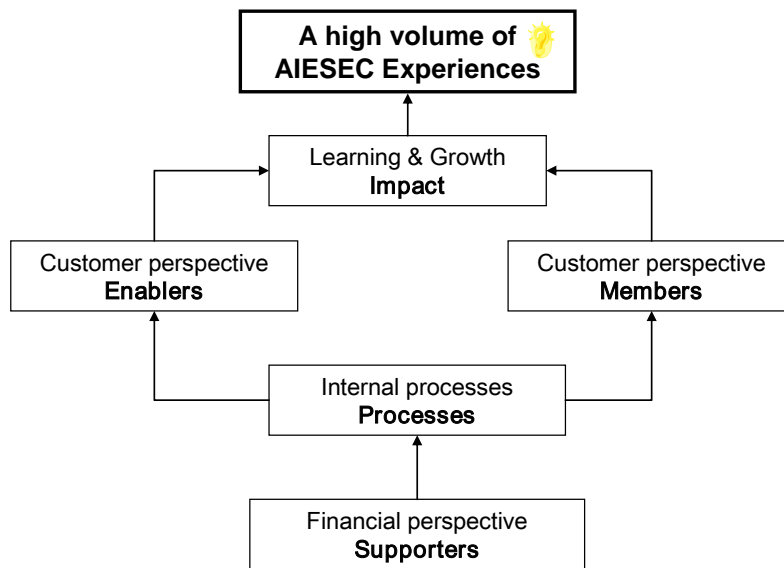 A high volume of
AIESEC Experiences
Learning & Growth
Impact
Customer perspective
Enablers
Customer perspective
Members
Internal processes
Processes
Financial perspective
Supporters